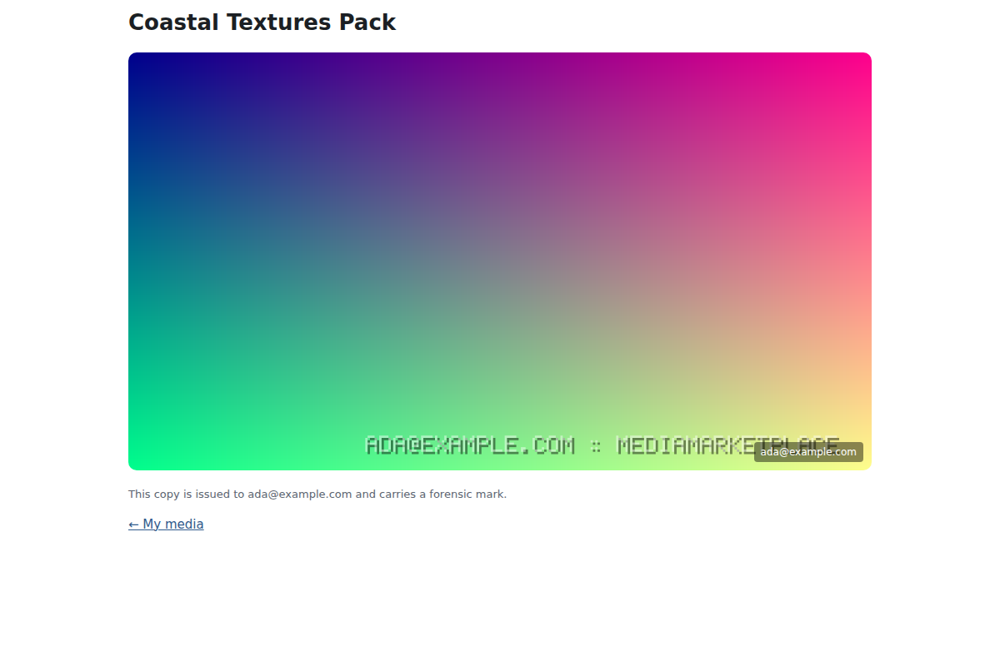 Coastal Textures Pack
ADA@EXAMPLE.COM :: MEDIAMARKETPLACE
ada@example.com
This copy is issued to ada@example.com and carries a forensic mark.
← My media